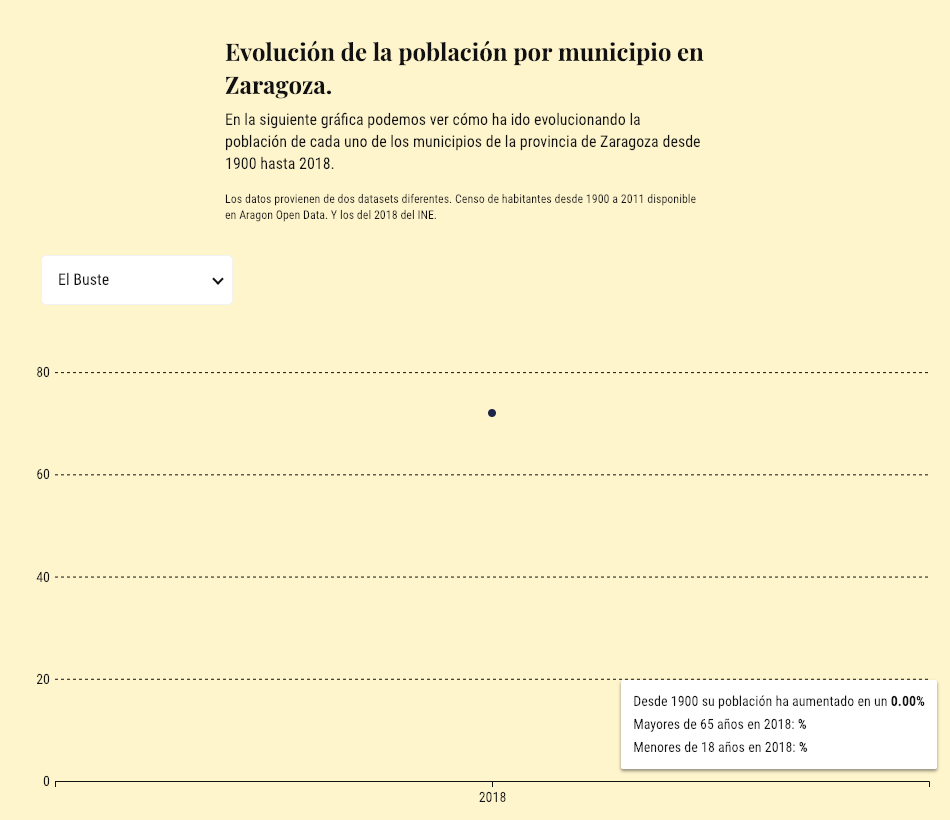 Evolución de la población por municipio en
Zaragoza.
En la siguiente gráfica podemos ver cómo ha ido evolucionando la
población de cada uno de los municipios de la provincia de Zaragoza desde
1900 hasta 2018.
Los datos provienen de dos datasets diferentes. Censo de habitantes desde 1900 a 2011 disponible
en Aragon Open Data. Y los del 2018 del INE.
El Buste
80
60
40
20
Desde 1900 su población ha aumentado en un 0.00%
Mayores de 65 años en 2018: %
Menores de 18 años en 2018: %
0
2018